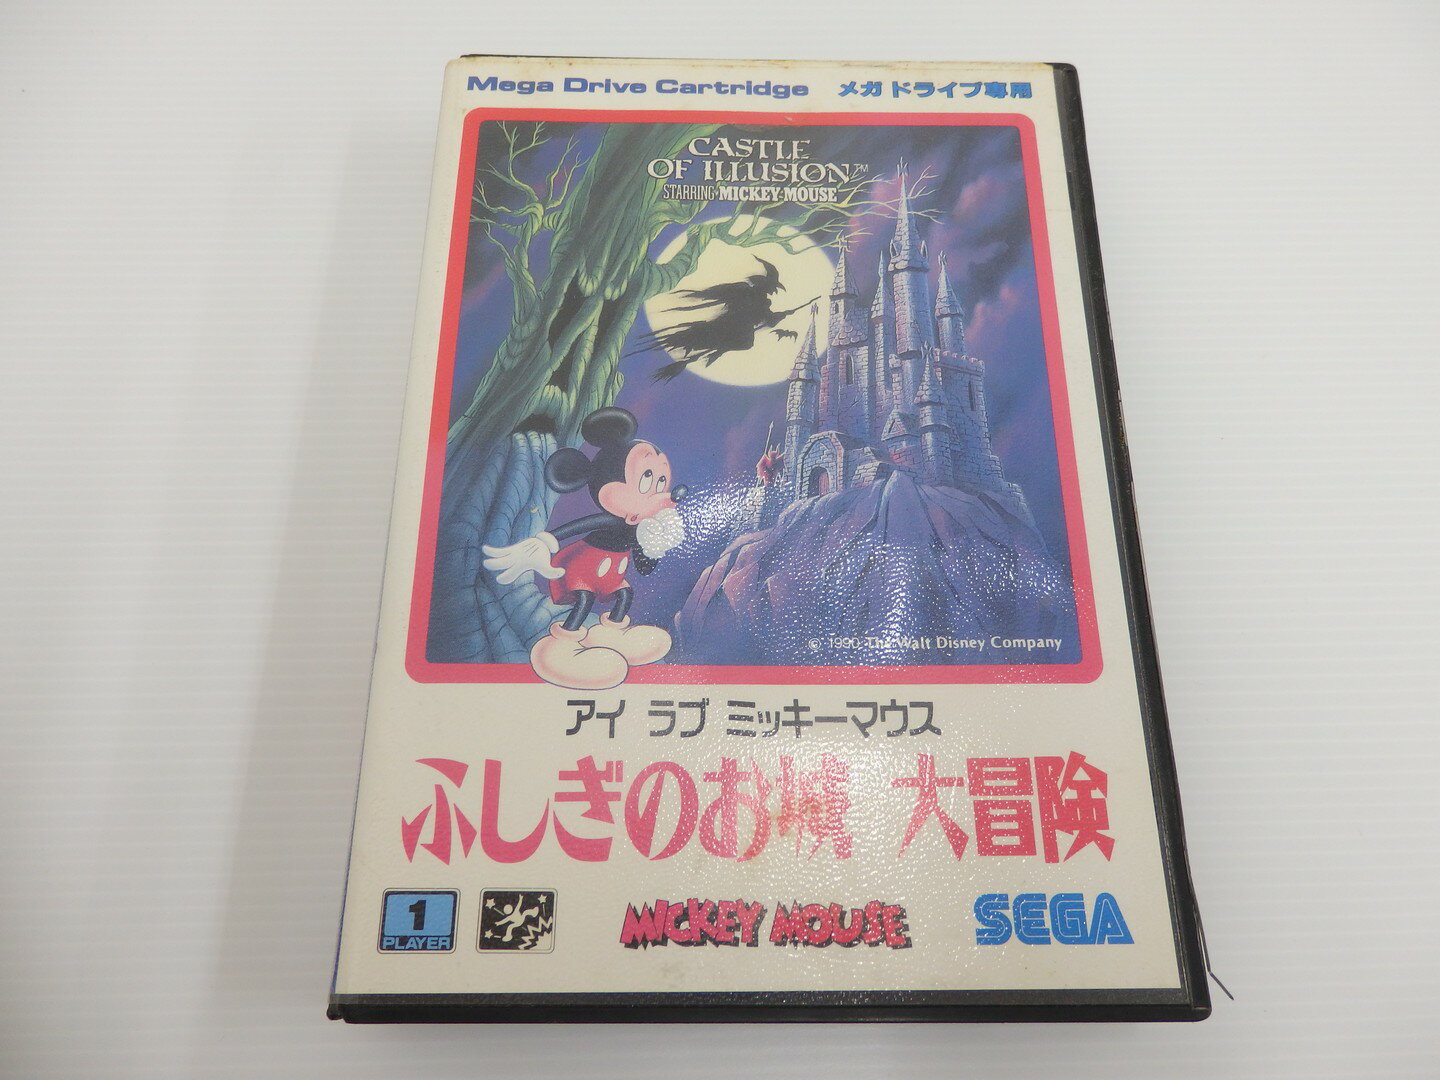 Mega Drive Cartridge メガドライブ専用
CASTLE
OF ILLUSION™
STARRING MICKEY MOUSE
© 1990 The Walt Disney Company
アイ ラブ ミッキーマウス
ふしぎのお城 大冒険
1
PLAYER
MICKEY MOUSE
SEGA